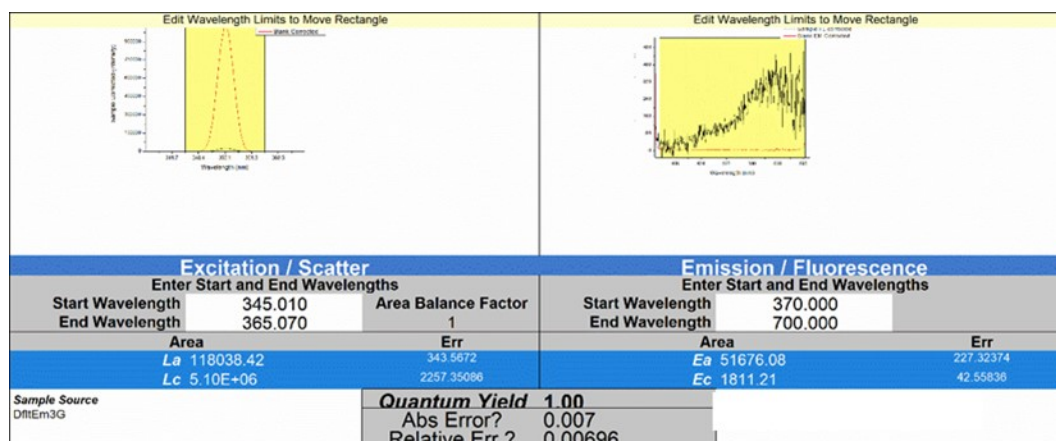 Edit Wavelength Limits to Move Rectangle
Edit Wavelength Limits to Move Rectangle
Blank Corrected
Wavelength (nm)
Excitation / Scatter
Emission / Fluorescence
Enter Start and End Wavelengths
Enter Start and End Wavelengths
Start Wavelength 345.010 Area Balance Factor
Start Wavelength 370.000
End Wavelength 365.070 1
End Wavelength 700.000
Area Err
Area Err
La 118038.42 343.5672
Ea 51676.08 227.32374
Lc 5.10E+06 2257.35086
Ec 1811.21 42.55836
Sample Source
DfltEm3G
Quantum Yield 1.00
Abs Error? 0.007
Relative Err ? 0.00696